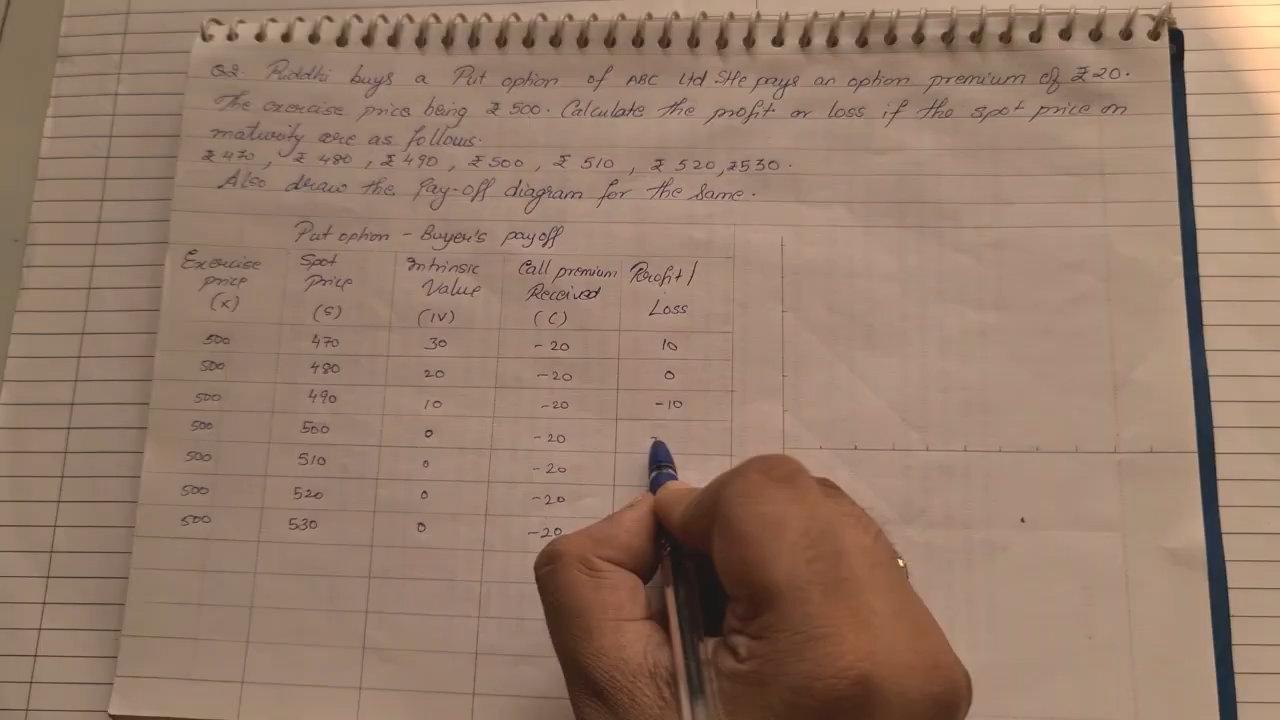 Q2. Riddhi buys a Put option of ABC Ltd. He pays an option premium of ₹20.
The exercise price being ₹500. Calculate the profit or loss if the spot price on
maturity are as follows.
₹470, ₹480, ₹490, ₹500, ₹510, ₹520, ₹530.
Also draw the Pay-off diagram for the same.
Put option - Buyer's payoff
Exercise price (X) Spot Price (S) Intrinsic Value (IV) Call premium Received (C) Profit/ Loss
500 470 30 -20 10
500 480 20 -20 0
500 490 10 -20 -10
500 500 0 -20
500 510 0 -20
500 520 0 -20
500 530 0 -20